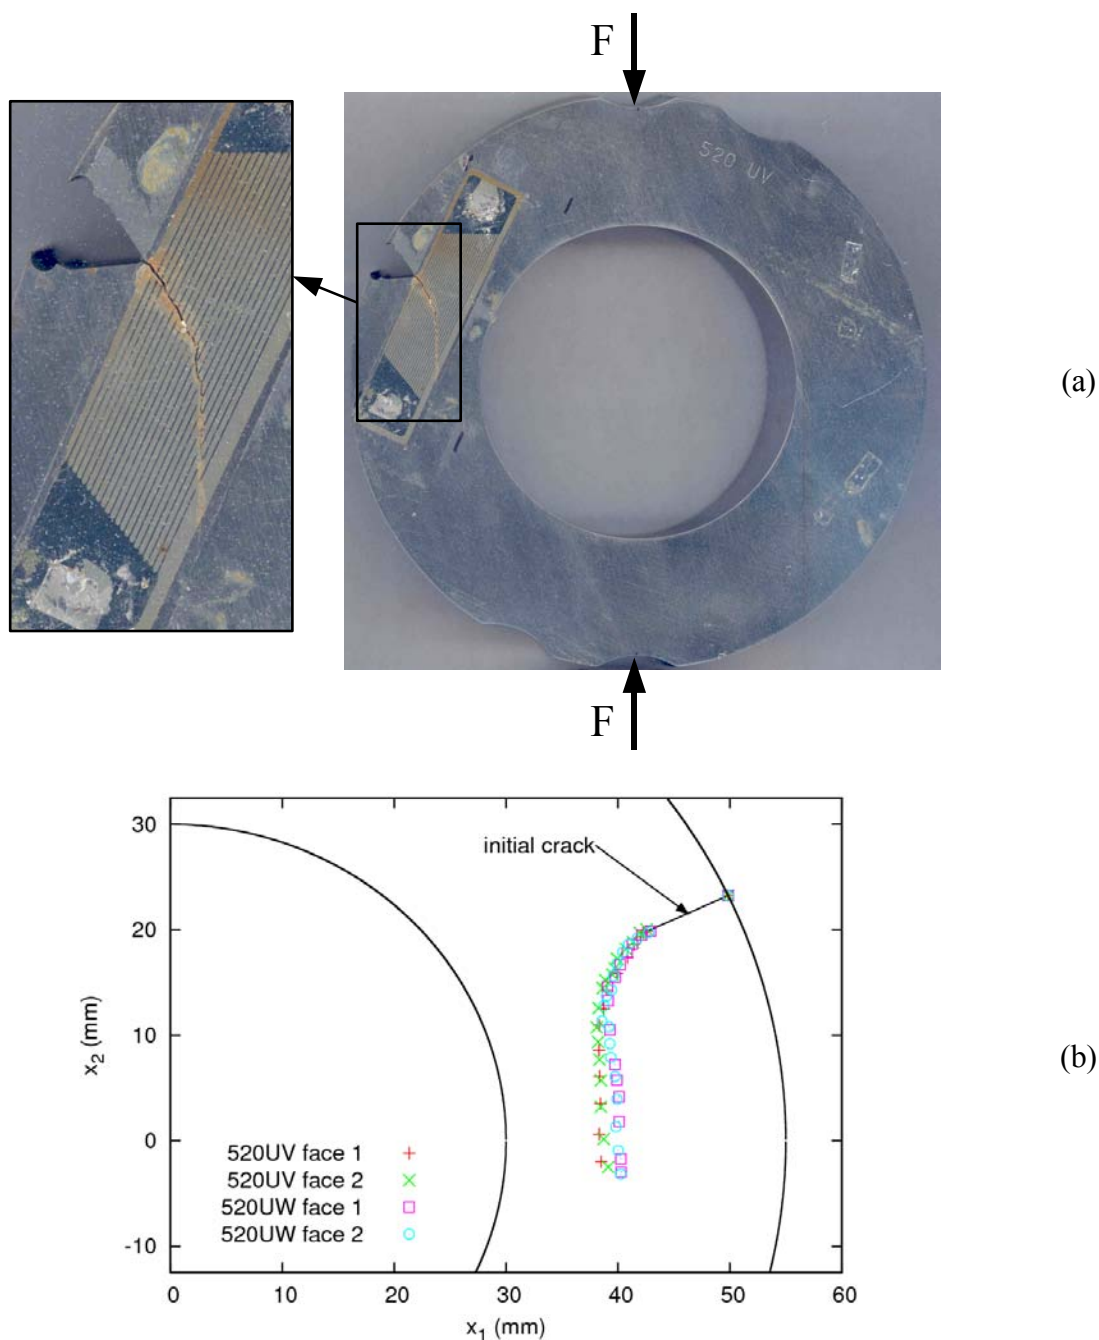 F
520 UV
(a)
F
30
20
10
0
-10
x2 (mm)
initial crack
520UV face 1
520UV face 2
520UW face 1
520UW face 2
(b)
0 10 20 30 40 50 60
x1 (mm)